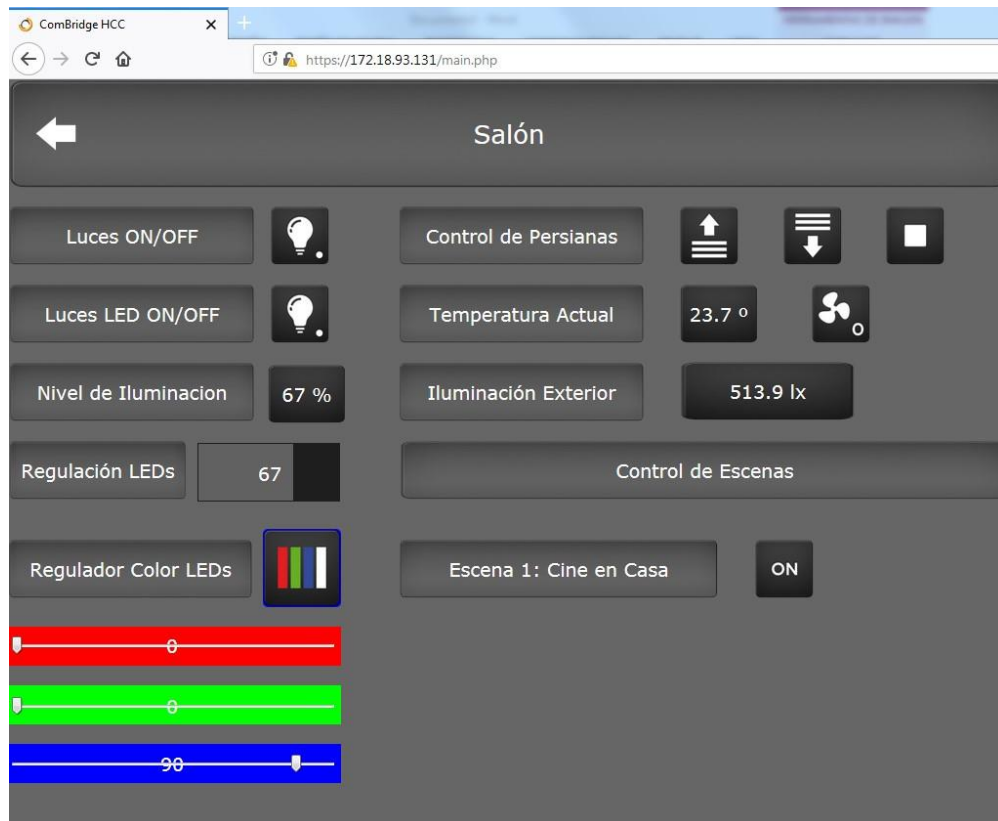 ComBridge HCC
https://172.18.93.131/main.php
Salón
Luces ON/OFF
Control de Persianas
Luces LED ON/OFF
Temperatura Actual
23.7 º
Nivel de Iluminacion
67 %
Iluminación Exterior
513.9 lx
Regulación LEDs
67
Control de Escenas
Regulador Color LEDs
Escena 1: Cine en Casa
ON
0
0
90